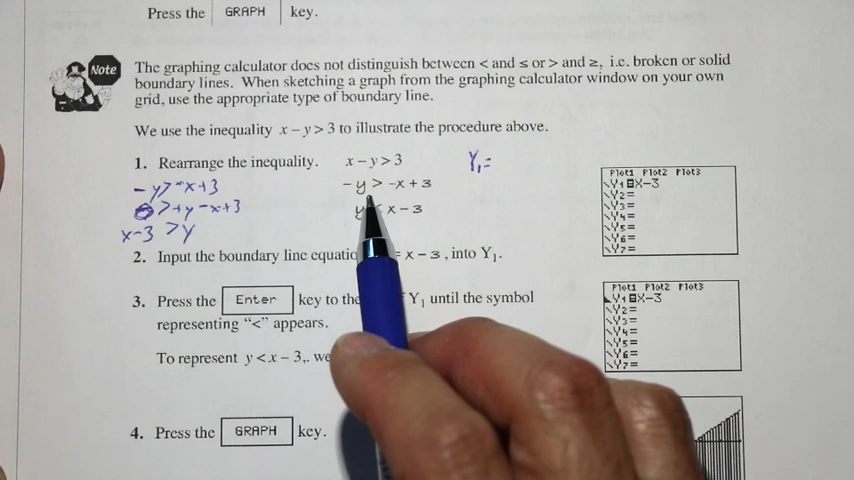 Press the GRAPH key.
Note
The graphing calculator does not distinguish between < and ≤ or > and ≥, i.e. broken or solid
boundary lines. When sketching a graph from the graphing calculator window on your own
grid, use the appropriate type of boundary line.
We use the inequality x – y > 3 to illustrate the procedure above.
1. Rearrange the inequality. x – y > 3 Y₁=
-y > -x+3 -y > -x + 3
0 > +y -x+3 y < x - 3
x-3 > y
2. Input the boundary line = x - 3, into Y₁.
3. Press the Enter key to the Y₁ until the symbol
representing "<" appears.
To represent y < x – 3,. we
4. Press the GRAPH key.
Plot1 Plot2 Plot3
\Y1=X-3
\Y2=
\Y3=
\Y4=
\Y5=
\Y6=
\Y7=
Plot1 Plot2 Plot3
Y1=X-3
\Y2=
\Y3=
\Y4=
\Y5=
\Y6=
\Y7=